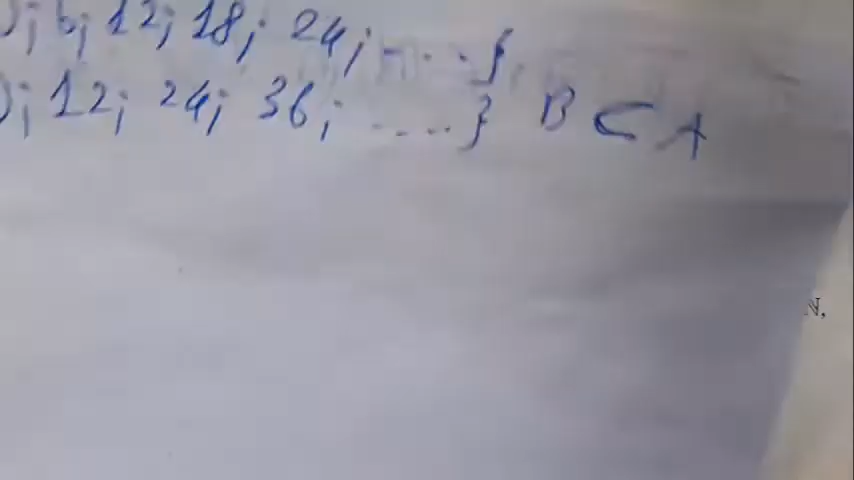 ; 6; 12; 18; 24; ....}
; 12; 24; 36; .....} B ⊂ A
N,